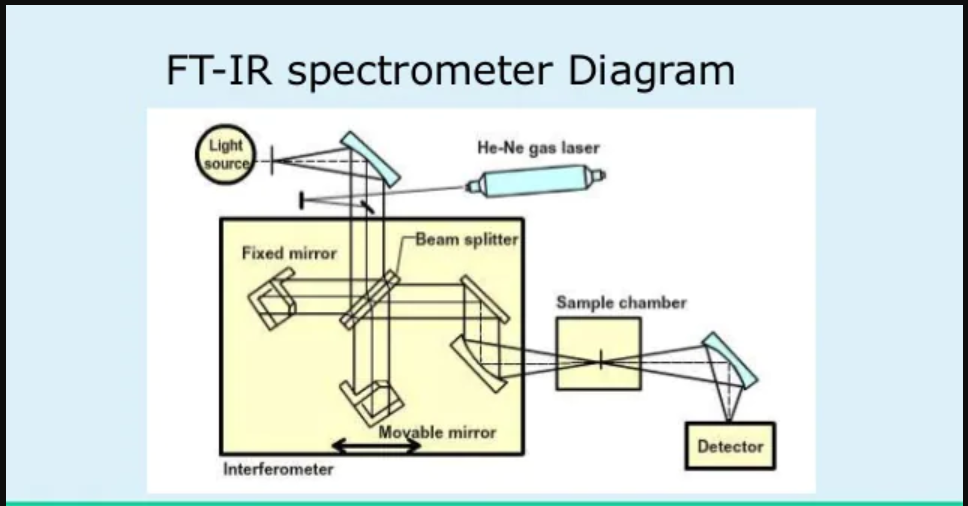 FT-IR spectrometer Diagram
Light
source
He-Ne gas laser
Beam splitter
Fixed mirror
Sample chamber
Movable mirror
Detector
Interferometer